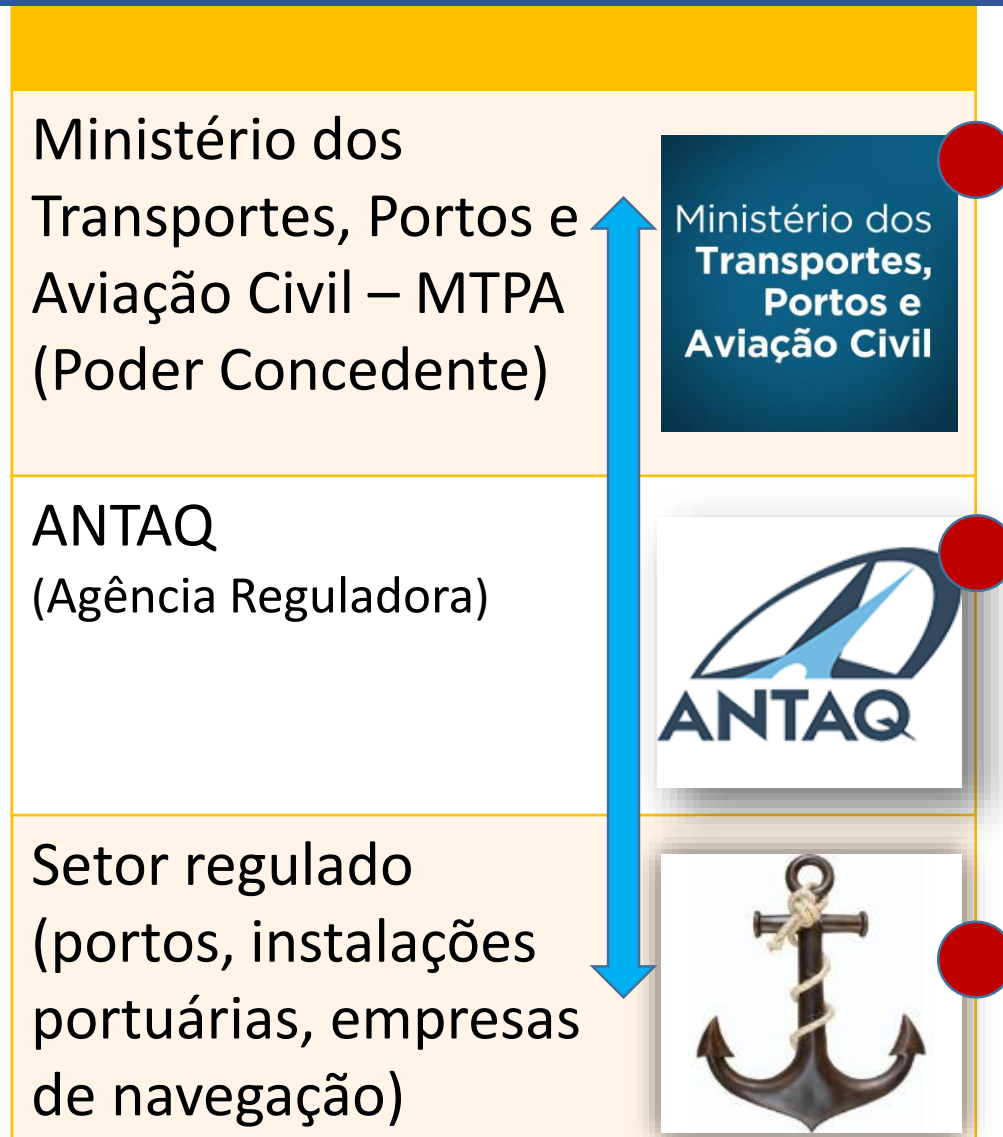 Ministério dos
Transportes, Portos e
Aviação Civil – MTPA
(Poder Concedente)
Ministério dos
Transportes,
Portos e
Aviação Civil
ANTAQ
(Agência Reguladora)
ANTAQ
Setor regulado
(portos, instalações
portuárias, empresas
de navegação)